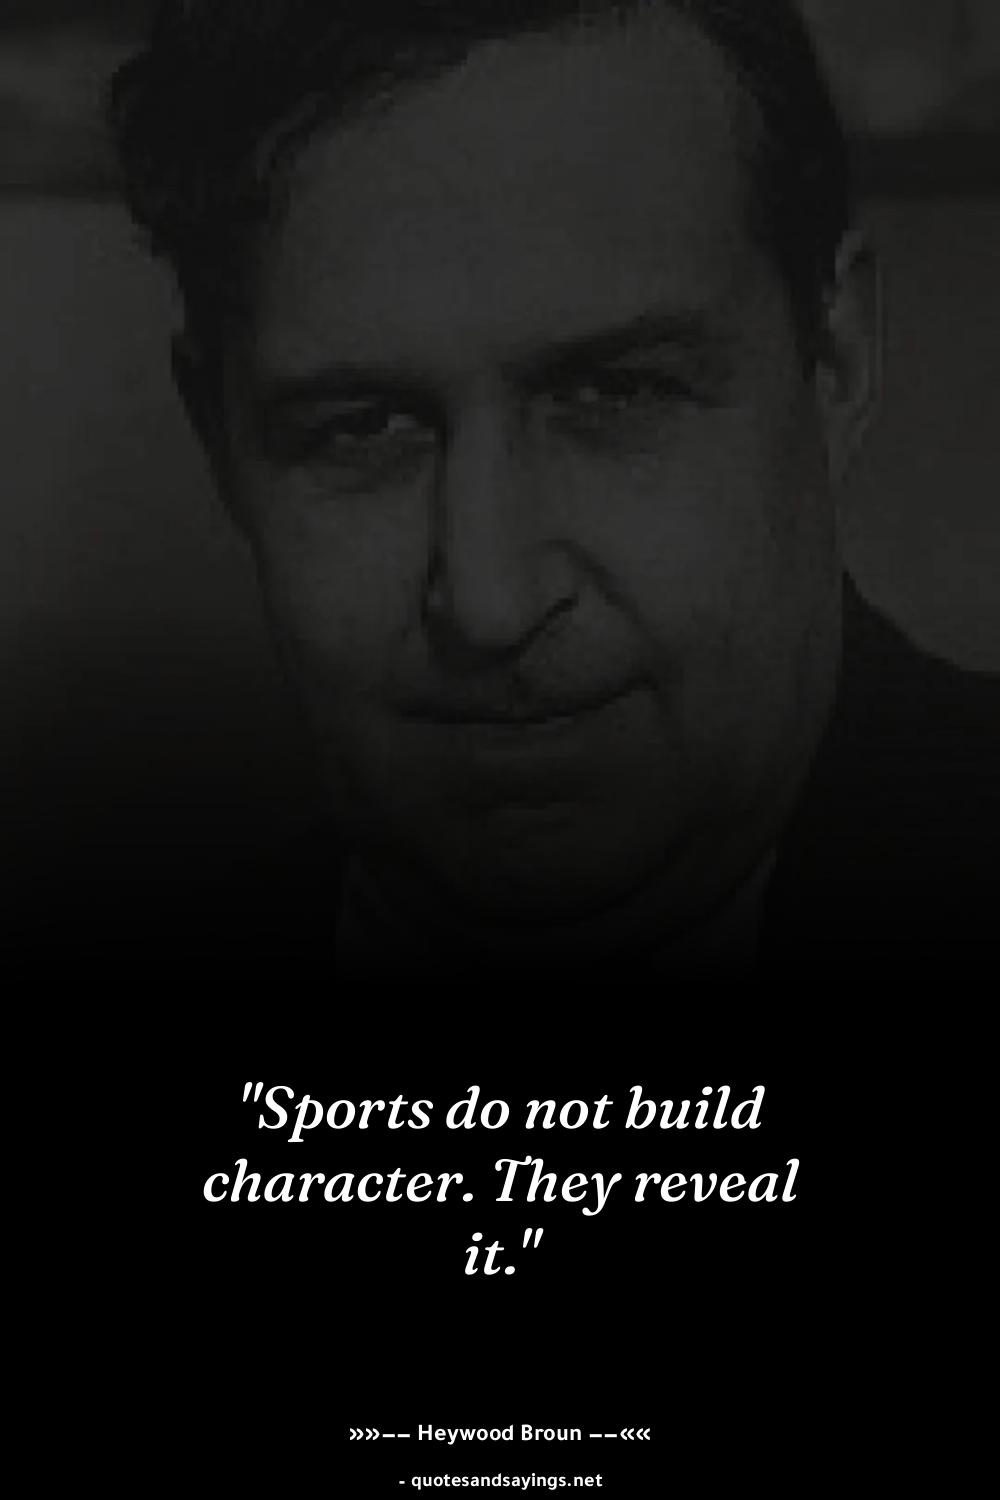 "Sports do not build
character. They reveal
it."
»»−− Heywood Broun −−««
- quotesandsayings.net